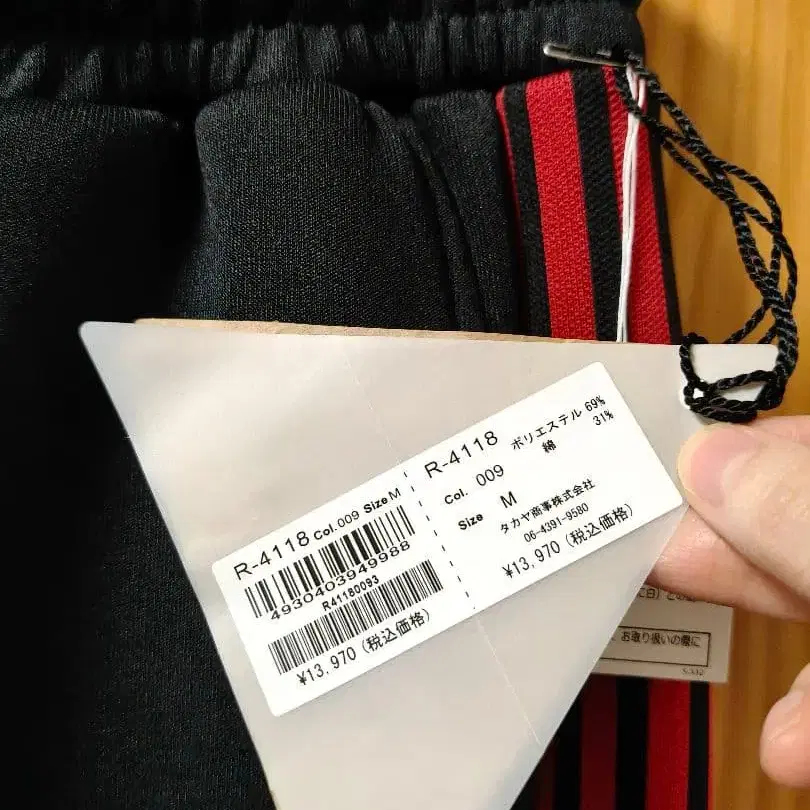 R-4118 Col.009 Size M
4930403949988
R41180093
¥13,970 (税込価格)
R-4118
ポリエステル 69%
綿 31%
Col. 009
Size M
タカヤ商事株式会社
06-4391-9580
¥13,970 (税込価格)
お取り扱いの際に